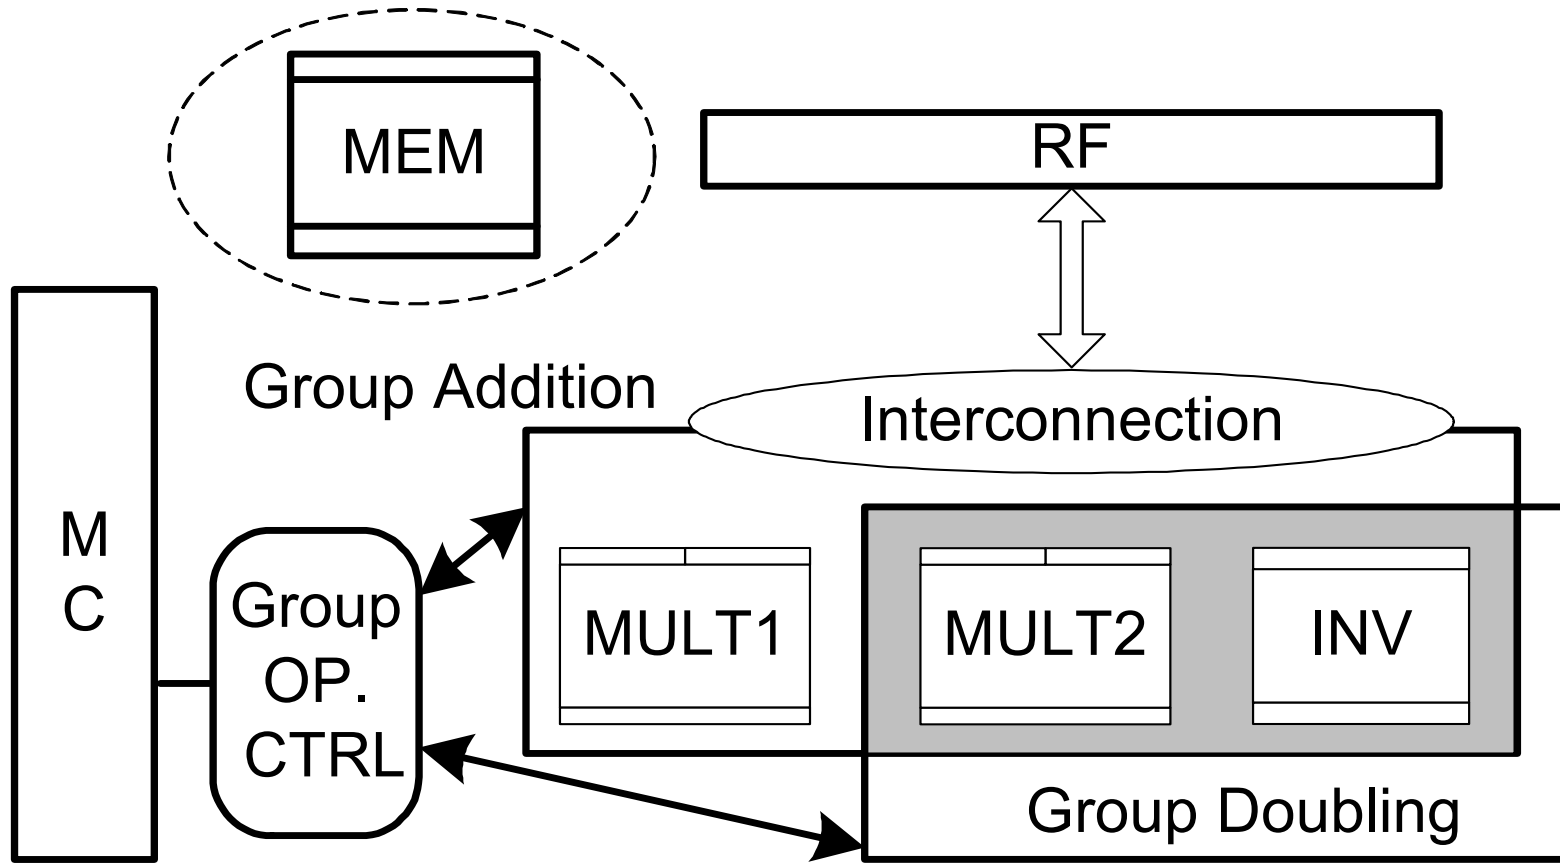 MEM
RF
Group Addition
Interconnection
M
C
Group
OP.
CTRL
MULT1
MULT2
INV
Group Doubling